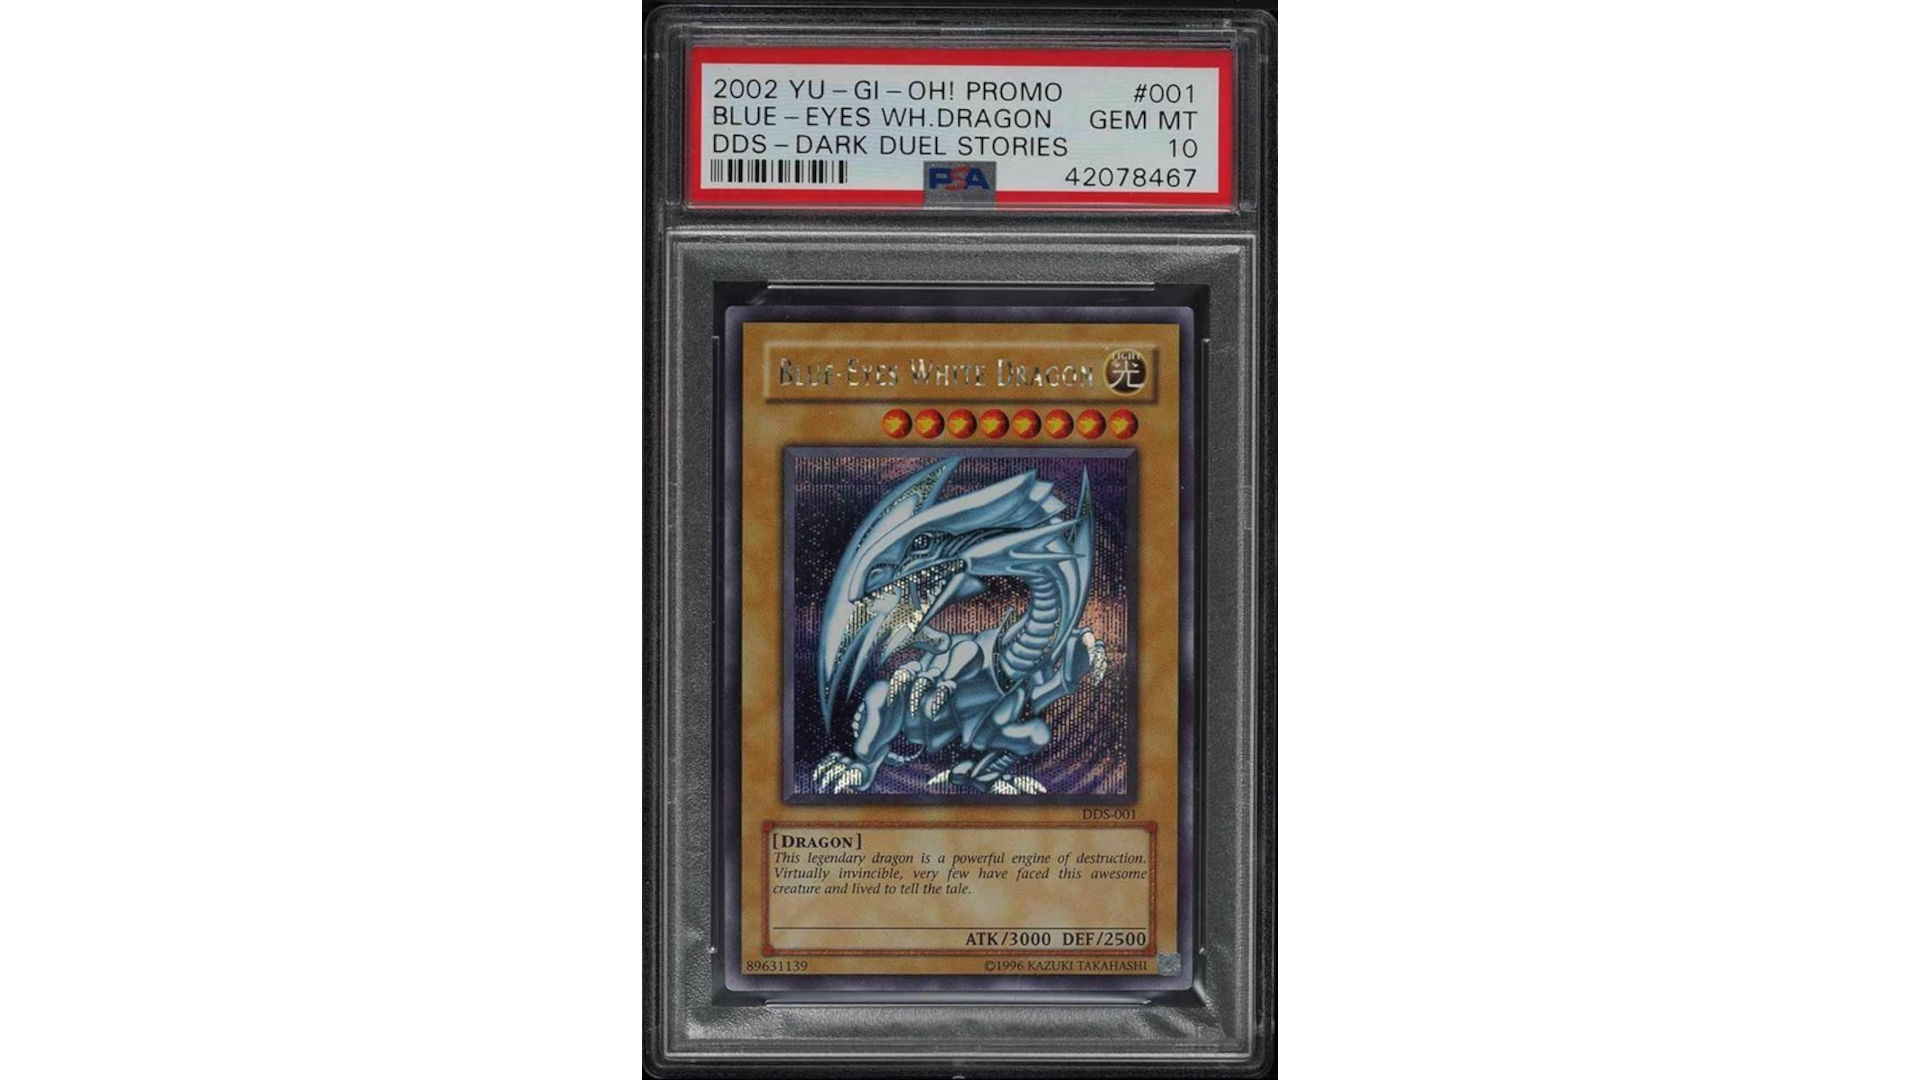 2002 YU-GI-OH! PROMO #001
BLUE-EYES WH.DRAGON GEM MT
DDS-DARK DUEL STORIES 10
PSA 42078467
BLUE-EYES WHITE DRAGON
LIGHT
光
DDS-001
[DRAGON]
This legendary dragon is a powerful engine of destruction.
Virtually invincible, very few have faced this awesome
creature and lived to tell the tale.
ATK/3000 DEF/2500
89631139 ©1996 KAZUKI TAKAHASHI